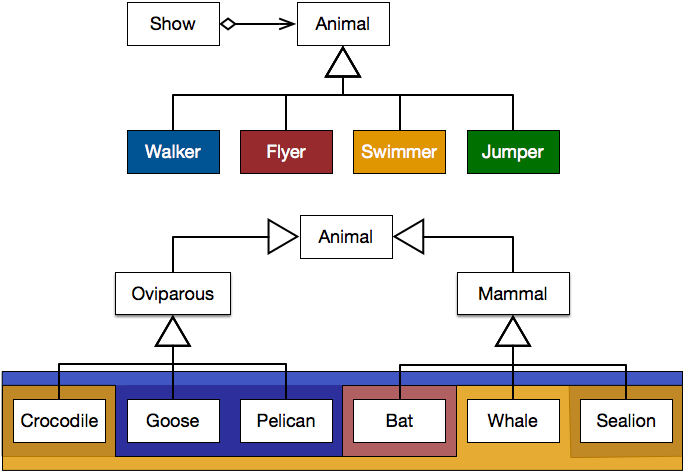 Show
Animal
Walker
Flyer
Swimmer
Jumper
Animal
Oviparous
Mammal
Crocodile
Goose
Pelican
Bat
Whale
Sealion